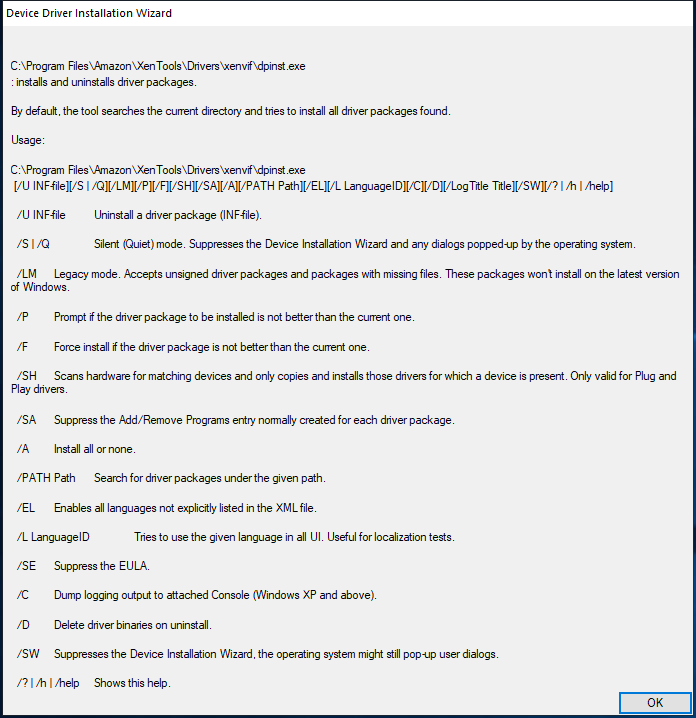 Device Driver Installation Wizard
C:\Program Files\Amazon\XenTools\Drivers\xenvif\dpinst.exe
: installs and uninstalls driver packages.
By default, the tool searches the current directory and tries to install all driver packages found.
Usage:
C:\Program Files\Amazon\XenTools\Drivers\xenvif\dpinst.exe
[/U INF-file][/S | /Q][/LM][/P][/F][/SH][/SA][/A][/PATH Path][/EL][/L LanguageID][/C][/D][/LogTitle Title][/SW][/? | /h | /help]
/U INF-file Uninstall a driver package (INF-file).
/S | /Q Silent (Quiet) mode. Suppresses the Device Installation Wizard and any dialogs popped-up by the operating system.
/LM Legacy mode. Accepts unsigned driver packages and packages with missing files. These packages won't install on the latest version
of Windows.
/P Prompt if the driver package to be installed is not better than the current one.
/F Force install if the driver package is not better than the current one.
/SH Scans hardware for matching devices and only copies and installs those drivers for which a device is present. Only valid for Plug and
Play drivers.
/SA Suppress the Add/Remove Programs entry normally created for each driver package.
/A Install all or none.
/PATH Path Search for driver packages under the given path.
/EL Enables all languages not explicitly listed in the XML file.
/L LanguageID Tries to use the given language in all UI. Useful for localization tests.
/SE Suppress the EULA.
/C Dump logging output to attached Console (Windows XP and above).
/D Delete driver binaries on uninstall.
/SW Suppresses the Device Installation Wizard, the operating system might still pop-up user dialogs.
/? | /h | /help Shows this help.
OK